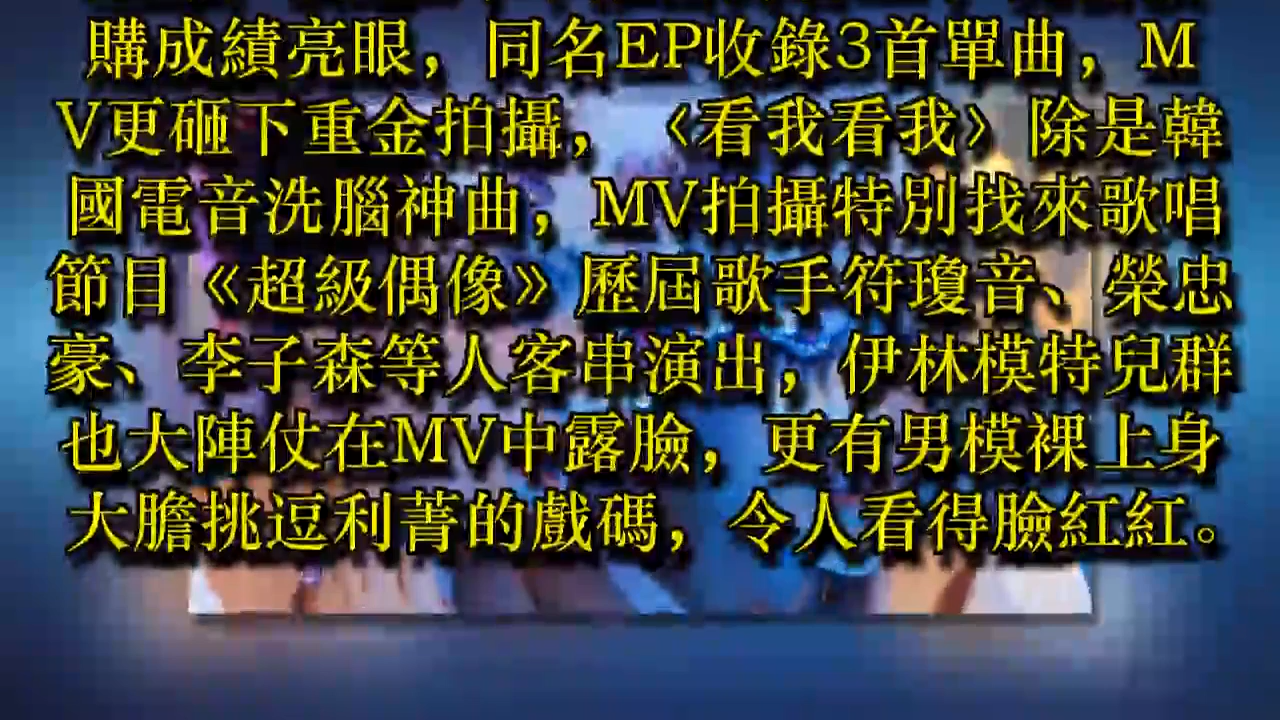 購成績亮眼，同名EP收錄3首單曲，M
V更砸下重金拍攝，〈看我看我〉除是韓
國電音洗腦神曲，MV拍攝特別找來歌唱
節目《超級偶像》歷屆歌手符瓊音、榮忠
豪、李子森等人客串演出，伊林模特兒群
也大陣仗在MV中露臉，更有男模裸上身
大膽挑逗利菁的戲碼，令人看得臉紅紅。